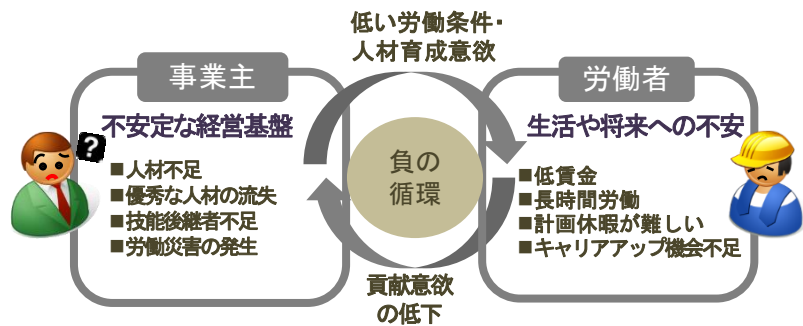 低い労働条件・
人材育成意欲
事業主
不安定な経営基盤
?
■人材不足
■優秀な人材の流失
■技能後継者不足
■労働災害の発生
負の
循環
労働者
生活や将来への不安
■低賃金
■長時間労働
■計画休暇が難しい
■キャリアアップ機会不足
貢献意欲
の低下